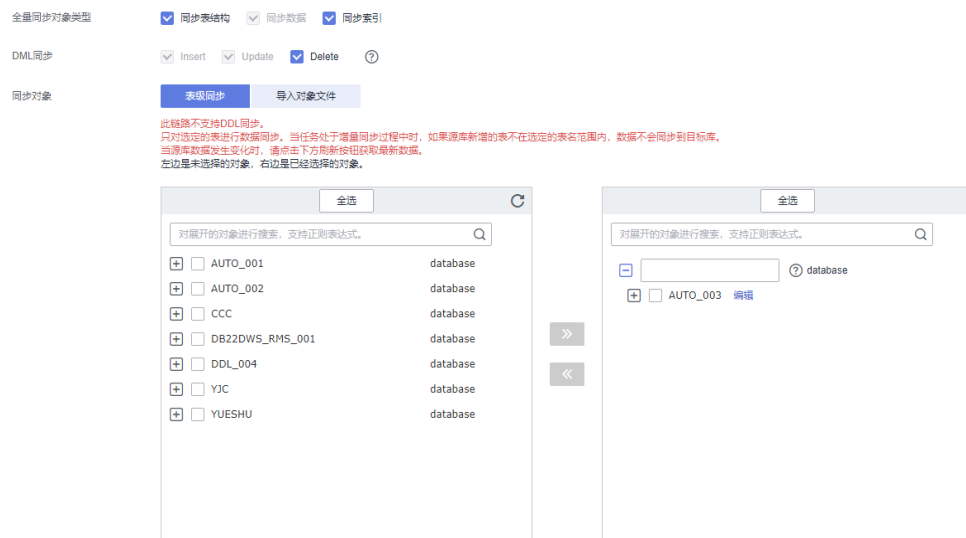 全量同步对象类型 同步表结构 同步数据 同步索引
DML同步 Insert Update Delete ?
同步对象 表级同步 导入对象文件
此链路不支持DDL同步。
只对选定的表进行数据同步。当任务处于增量同步过程中时，如果源库新增的表不在选定的表名范围内，数据不会同步到目标库。
当源库数据发生变化时，请点击下方刷新按钮获取最新数据。
左边是未选择的对象，右边是已经选择的对象。
全选
对展开的对象进行搜索，支持正则表达式。
AUTO_001 database
AUTO_002 database
CCC database
DB22DWS_RMS_001 database
DDL_004 database
YJC database
YUESHU database
全选
对展开的对象进行搜索，支持正则表达式。
? database
AUTO_003 编辑